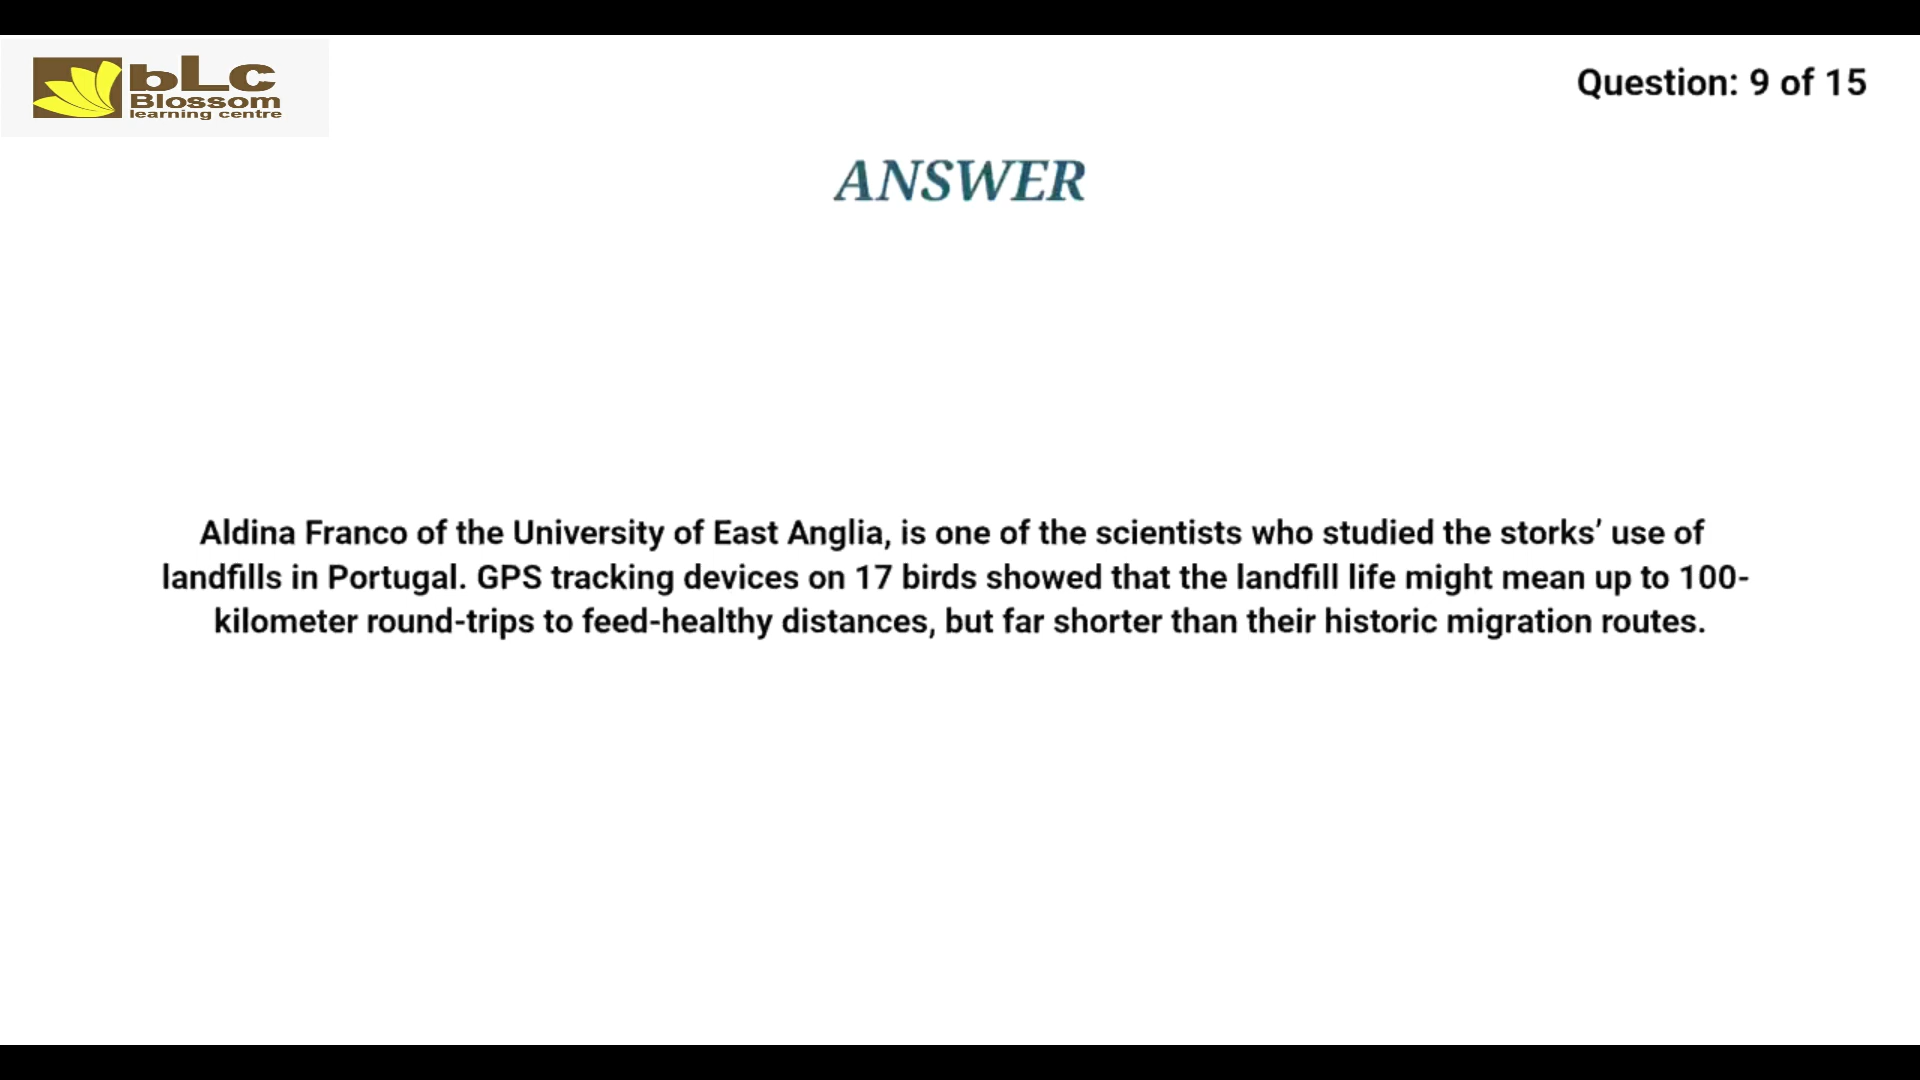 bLc
Blossom
learning centre
Question: 9 of 15
ANSWER
Aldina Franco of the University of East Anglia, is one of the scientists who studied the storks’ use of
landfills in Portugal. GPS tracking devices on 17 birds showed that the landfill life might mean up to 100-
kilometer round-trips to feed-healthy distances, but far shorter than their historic migration routes.